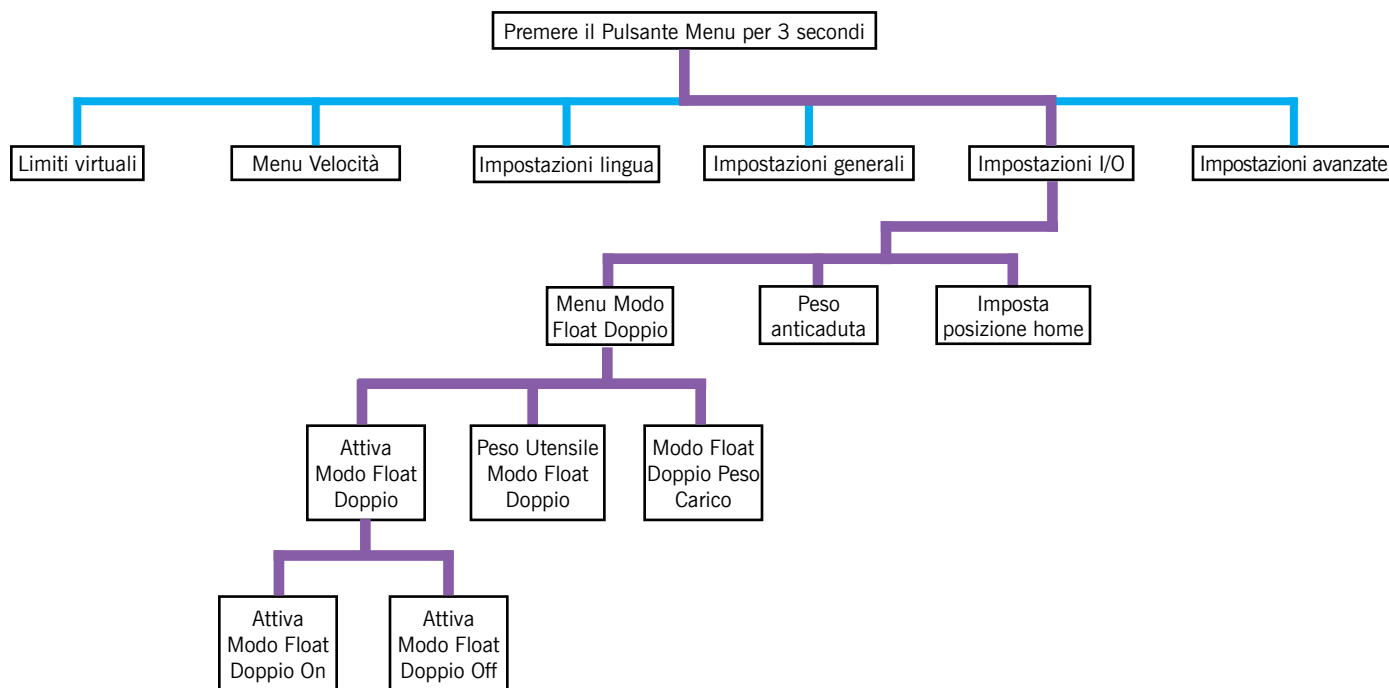 Premere il Pulsante Menu per 3 secondi
Limiti virtuali
Menu Velocità
Impostazioni lingua
Impostazioni generali
Impostazioni I/O
Impostazioni avanzate
Menu Modo
Float Doppio
Peso
anticaduta
Imposta
posizione home
Attiva
Modo Float
Doppio
Peso Utensile
Modo Float
Doppio
Modo Float
Doppio Peso
Carico
Attiva
Modo Float
Doppio On
Attiva
Modo Float
Doppio Off